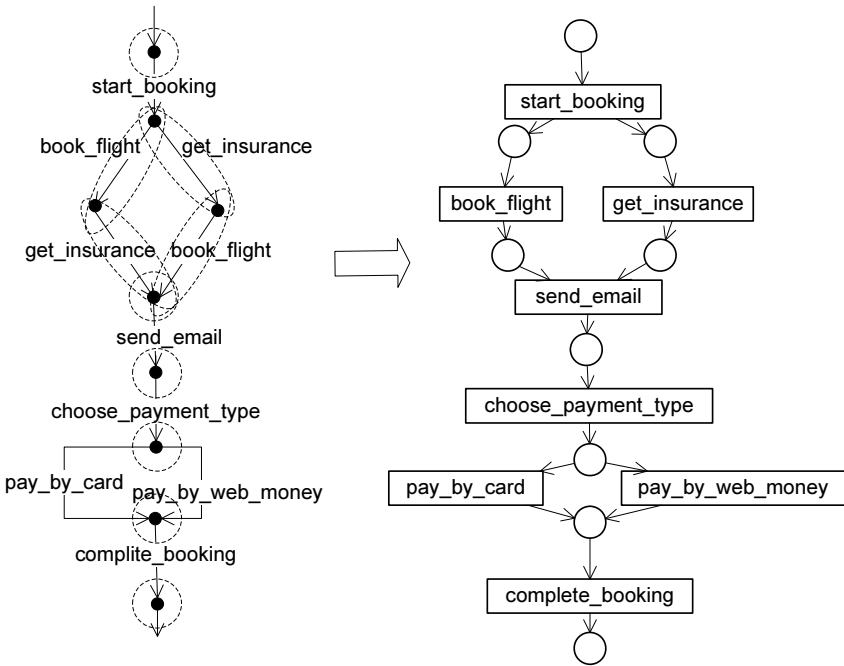 start_booking
book_flight
get_insurance
get_insurance
book_flight
send_email
choose_payment_type
pay_by_card
pay_by_web_money
complite_booking
start_booking
book_flight
get_insurance
send_email
choose_payment_type
pay_by_card
pay_by_web_money
complete_booking